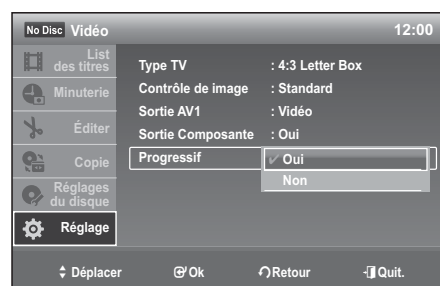 No Disc Vidéo 12:00
List
des titres
Minuterie
Éditer
Copie
Réglages
du disque
Réglage
Type TV : 4:3 Letter Box
Contrôle de image : Standard
Sortie AV1 : Vidéo
Sortie Composante : Oui
Progressif
Oui
Non
Déplacer Ok Retour Quit.